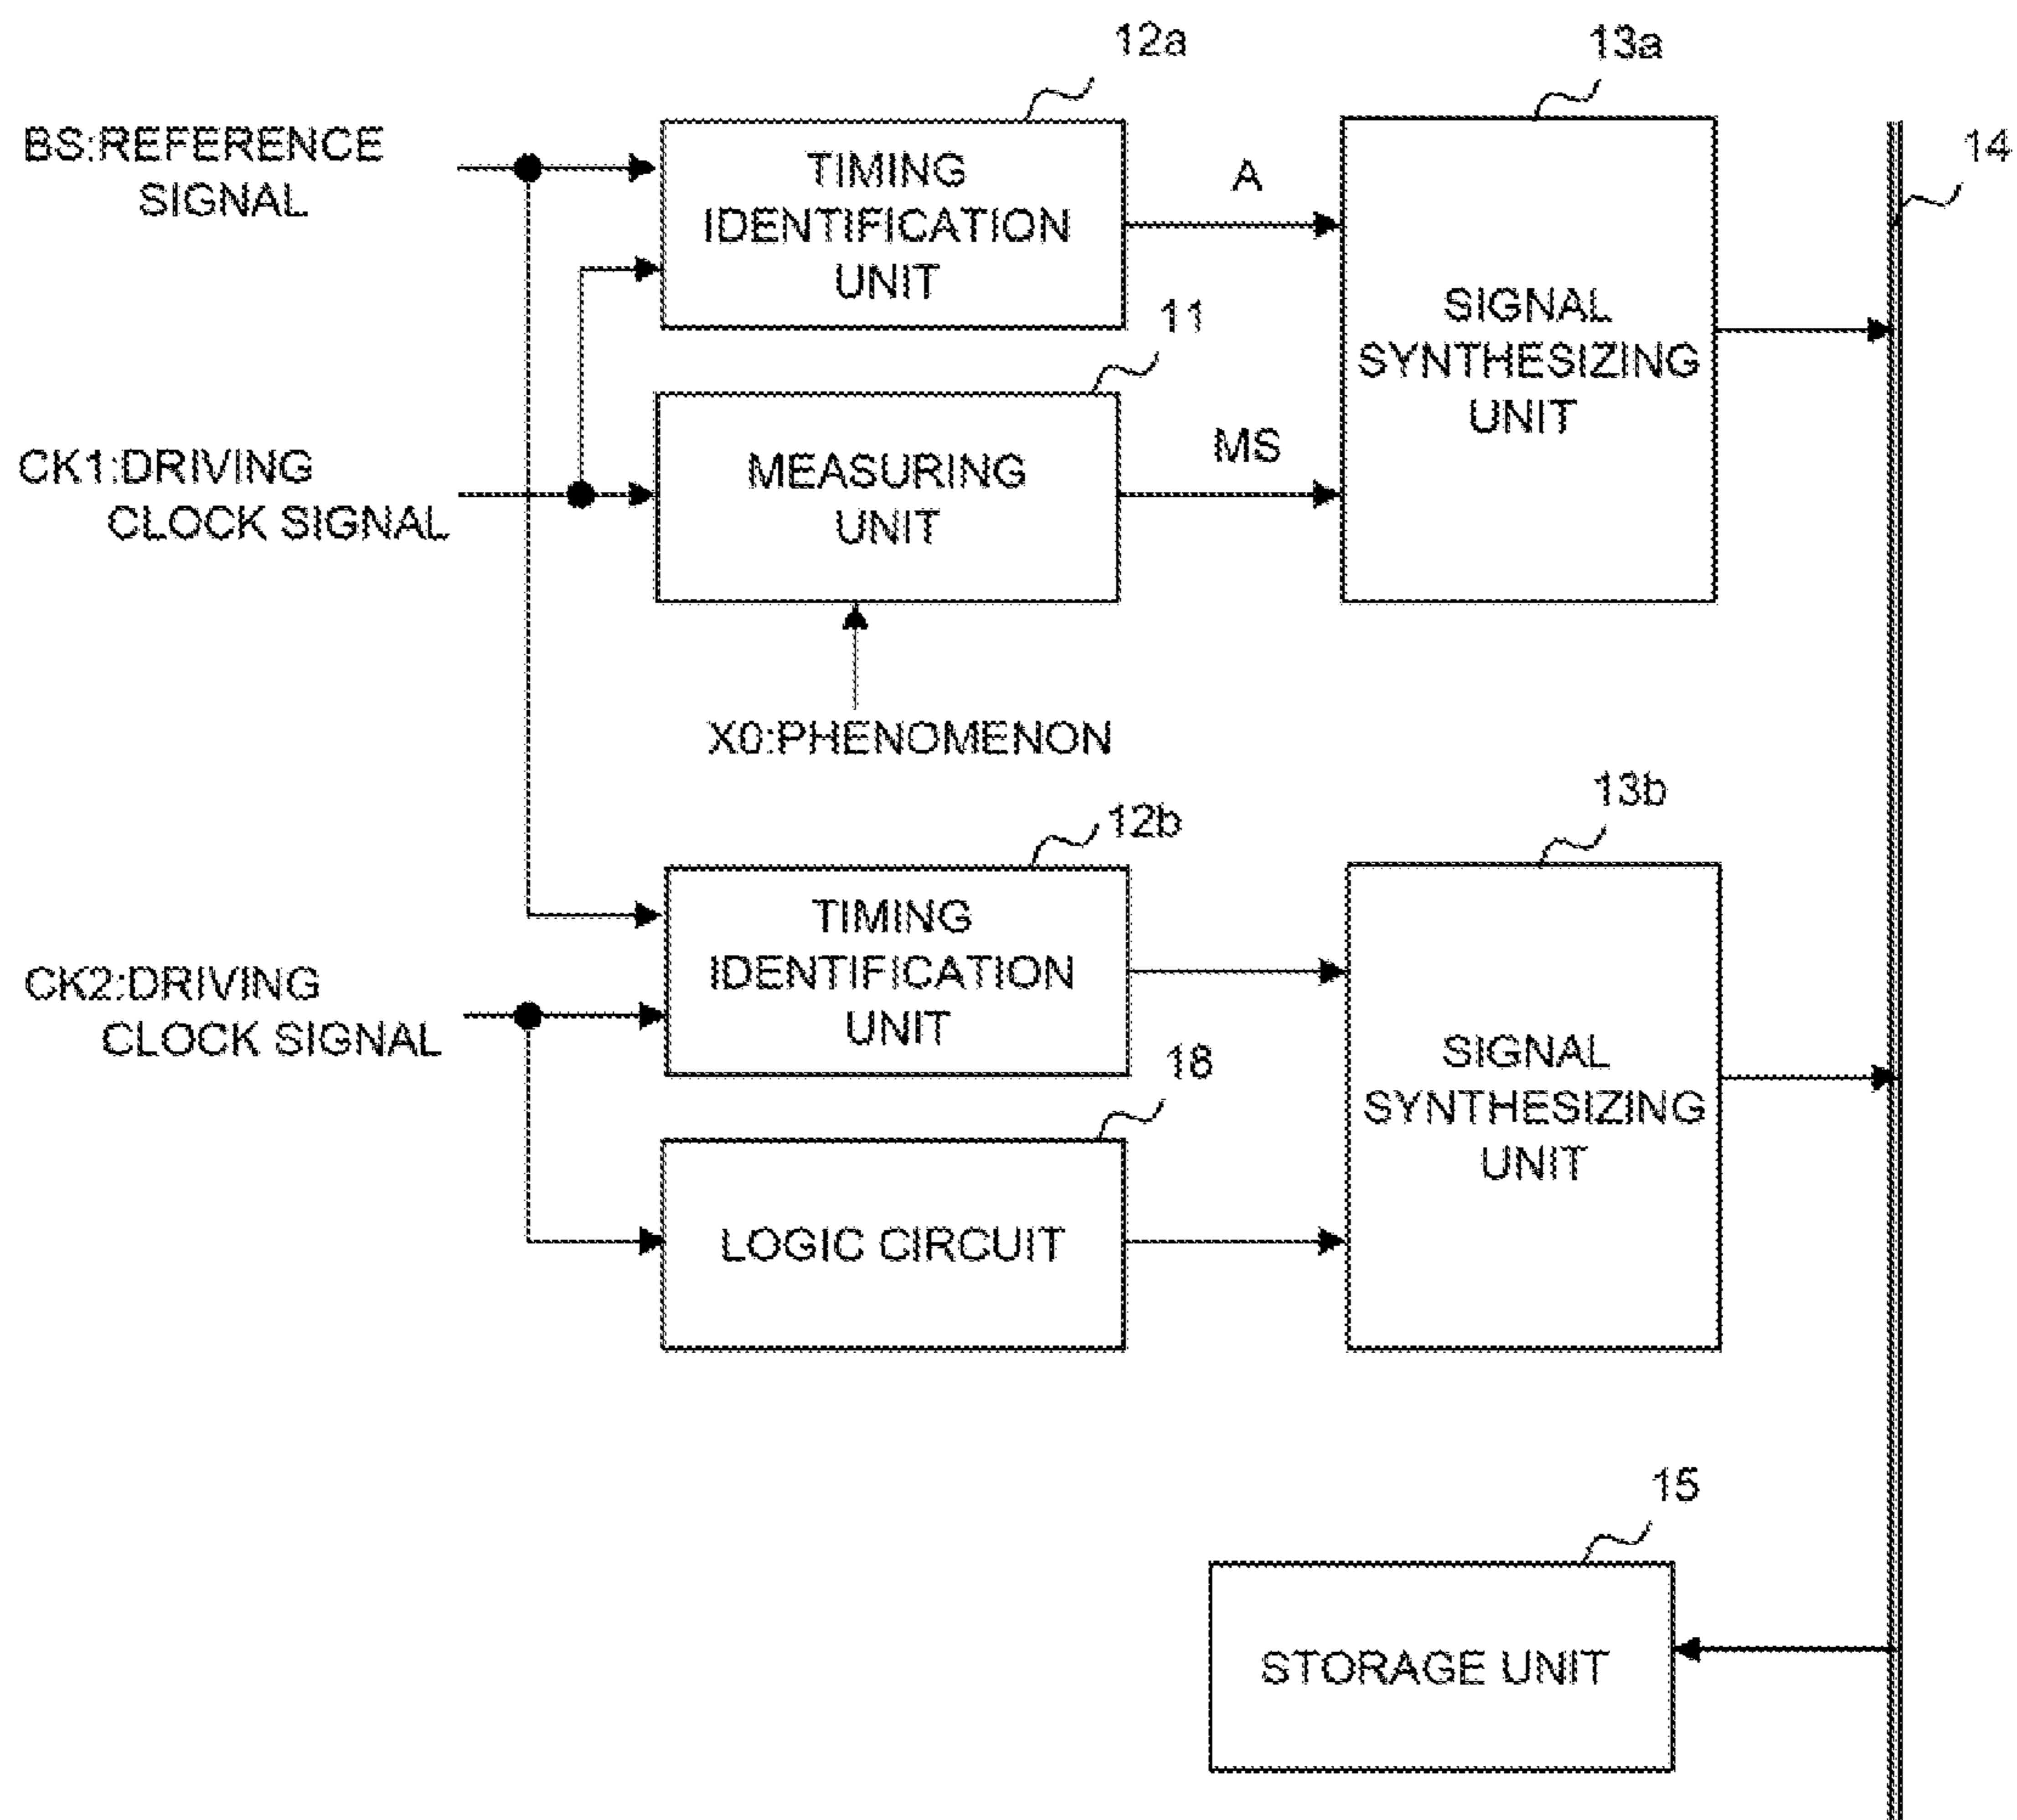 12a
13a
14
BS:REFERENCE
SIGNAL
TIMING
IDENTIFICATION
UNIT
A
11
SIGNAL
SYNTHESIZING
UNIT
CK1:DRIVING
CLOCK SIGNAL
MEASURING
UNIT
MS
X0:PHENOMENON
12b
13b
TIMING
IDENTIFICATION
UNIT
CK2:DRIVING
CLOCK SIGNAL
18
SIGNAL
SYNTHESIZING
UNIT
LOGIC CIRCUIT
15
STORAGE UNIT